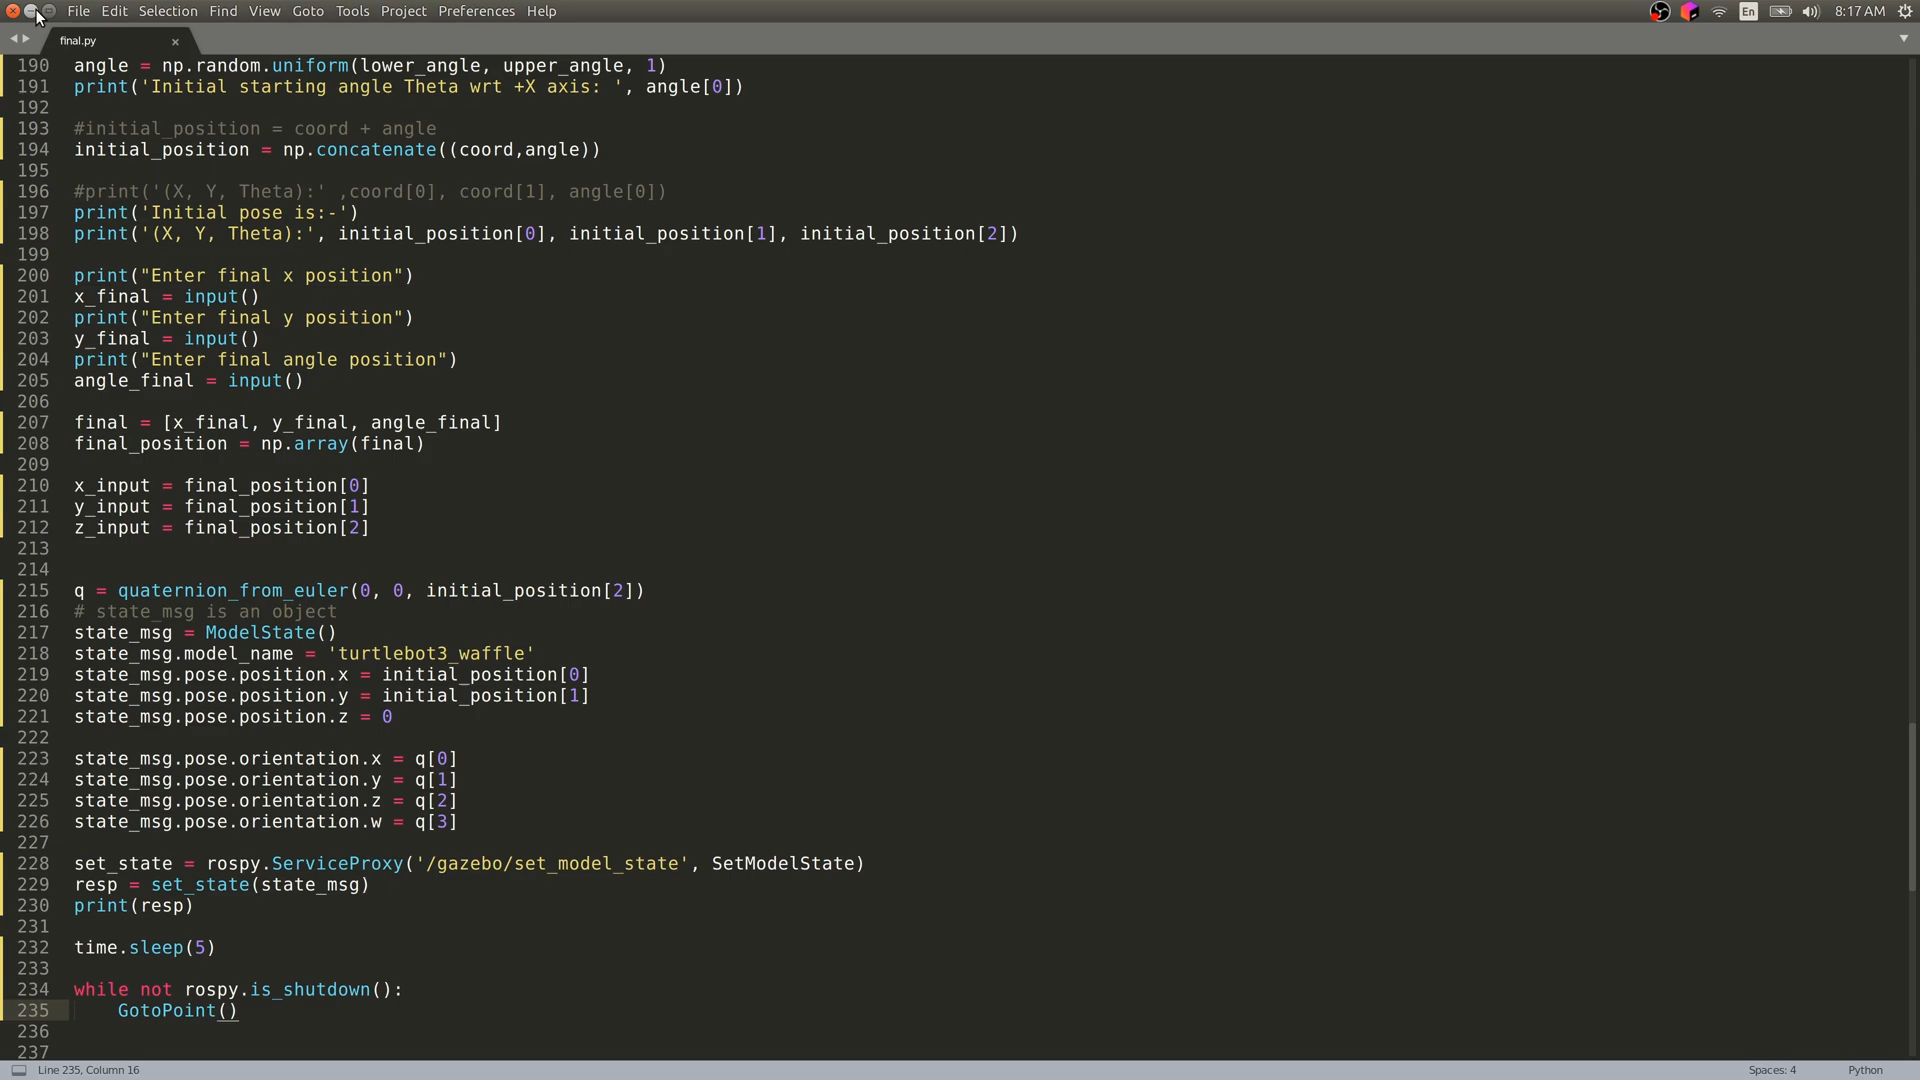 File Edit Selection Find View Goto Tools Project Preferences Help En 8:17 AM
final.py
190 angle = np.random.uniform(lower_angle, upper_angle, 1)
191 print('Initial starting angle Theta wrt +X axis: ', angle[0])
192
193 #initial_position = coord + angle
194 initial_position = np.concatenate((coord,angle))
195
196 #print('(X, Y, Theta):' ,coord[0], coord[1], angle[0])
197 print('Initial pose is:-')
198 print('(X, Y, Theta):', initial_position[0], initial_position[1], initial_position[2])
199
200 print("Enter final x position")
201 x_final = input()
202 print("Enter final y position")
203 y_final = input()
204 print("Enter final angle position")
205 angle_final = input()
206
207 final = [x_final, y_final, angle_final]
208 final_position = np.array(final)
209
210 x_input = final_position[0]
211 y_input = final_position[1]
212 z_input = final_position[2]
213
214
215 q = quaternion_from_euler(0, 0, initial_position[2])
216 # state_msg is an object
217 state_msg = ModelState()
218 state_msg.model_name = 'turtlebot3_waffle'
219 state_msg.pose.position.x = initial_position[0]
220 state_msg.pose.position.y = initial_position[1]
221 state_msg.pose.position.z = 0
222
223 state_msg.pose.orientation.x = q[0]
224 state_msg.pose.orientation.y = q[1]
225 state_msg.pose.orientation.z = q[2]
226 state_msg.pose.orientation.w = q[3]
227
228 set_state = rospy.ServiceProxy('/gazebo/set_model_state', SetModelState)
229 resp = set_state(state_msg)
230 print(resp)
231
232 time.sleep(5)
233
234 while not rospy.is_shutdown():
235 GotoPoint()
236
237
Line 235, Column 16 Spaces: 4 Python